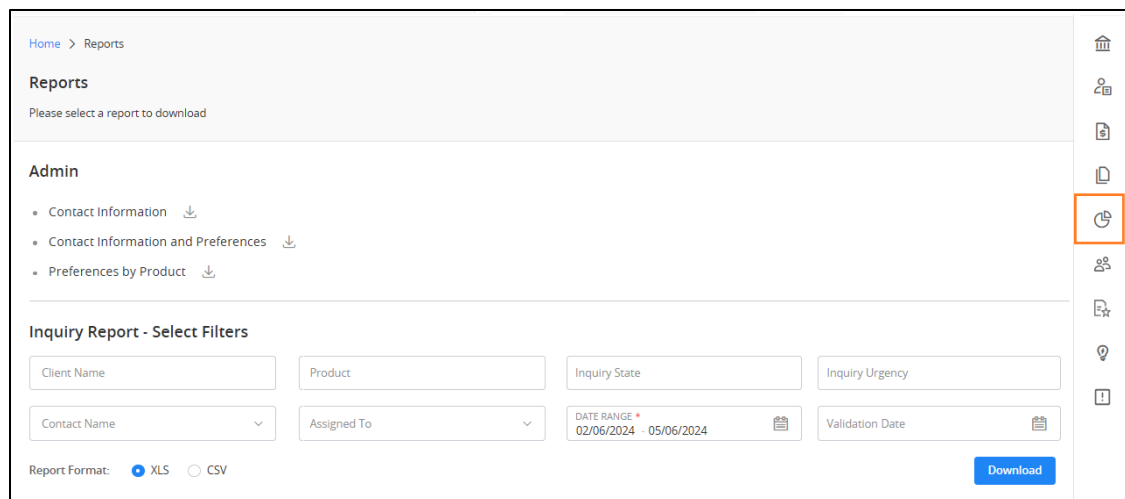 Home > Reports
Reports
Please select a report to download
Admin
• Contact Information
• Contact Information and Preferences
• Preferences by Product
Inquiry Report - Select Filters
Client Name Product Inquiry State Inquiry Urgency
Contact Name Assigned To DATE RANGE * 02/06/2024 - 05/06/2024 Validation Date
Report Format: XLS CSV Download